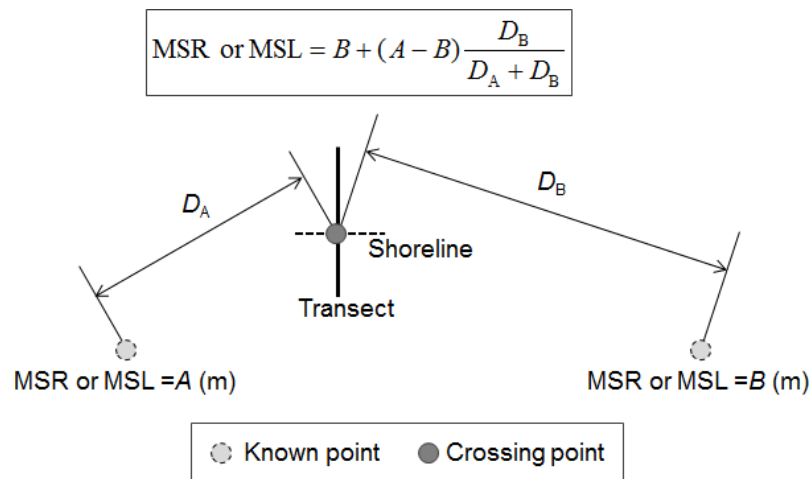 MSR or MSL = B + (A − B) D_B / (D_A + D_B)
D_A
D_B
Shoreline
Transect
MSR or MSL =A (m)
MSR or MSL =B (m)
Known point
Crossing point